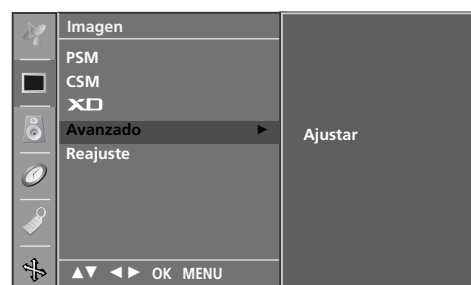 Imagen
PSM
CSM
XD
Avanzado ►
Ajustar
Reajuste
▲▼ ◄► OK MENU